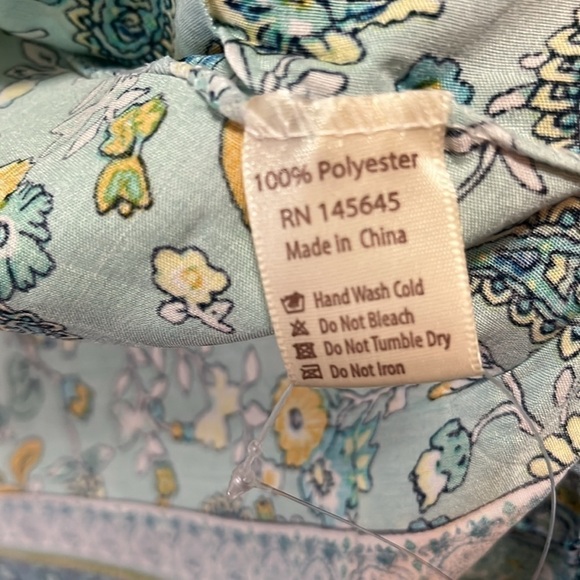 100% Polyester
RN 145645
Made in China
Hand Wash Cold
Do Not Bleach
Do Not Tumble Dry
Do Not Iron